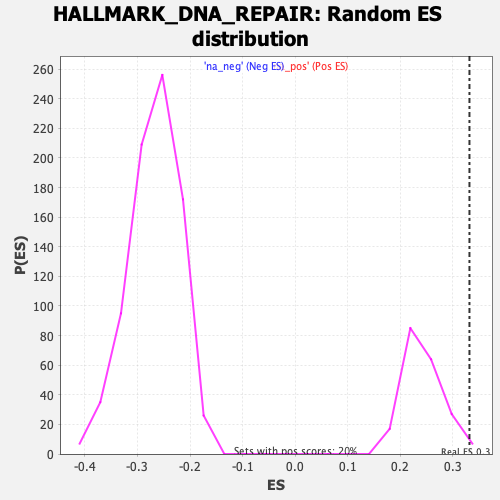 HALLMARK_DNA_REPAIR: Random ES
distribution
'na_neg' (Neg ES)_pos' (Pos ES)
260
240
220
200
180
160
140
120
100
80
60
40
20
0
P(ES)
Sets with pos scores: 20%
Real ES 0.3
-0.4 -0.3 -0.2 -0.1 0.0 0.1 0.2 0.3
ES